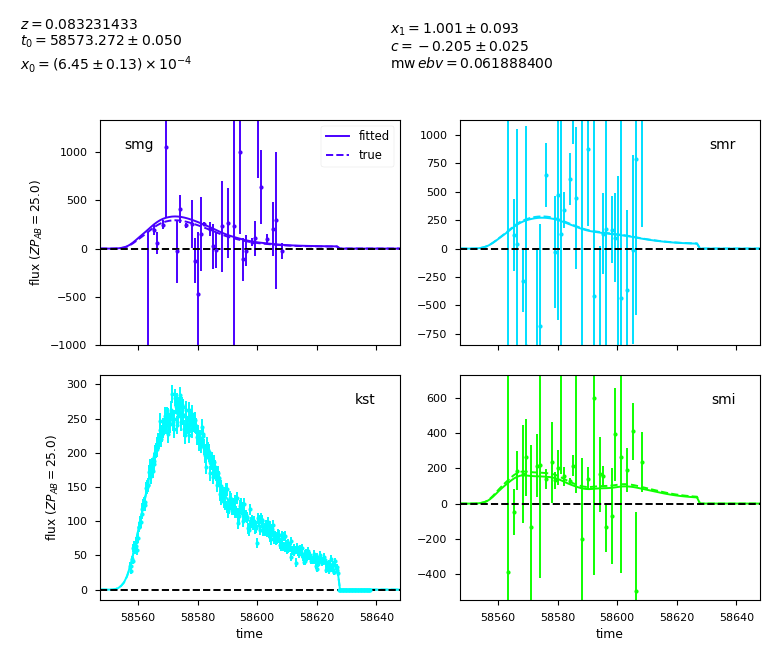 z = 0.083231433
t₀ = 58573.272 ± 0.050
x₀ = (6.45 ± 0.13) × 10⁻⁴
x₁ = 1.001 ± 0.093
c = −0.205 ± 0.025
mw ebv = 0.061888400
smg
fitted
true
1000
500
0
−500
−1000
flux (ZP_AB = 25.0)
smr
1000
750
500
250
0
−250
−500
−750
kst
300
250
200
150
100
50
0
flux (ZP_AB = 25.0)
58560 58580 58600 58620 58640
time
smi
600
400
200
0
−200
−400
58560 58580 58600 58620 58640
time